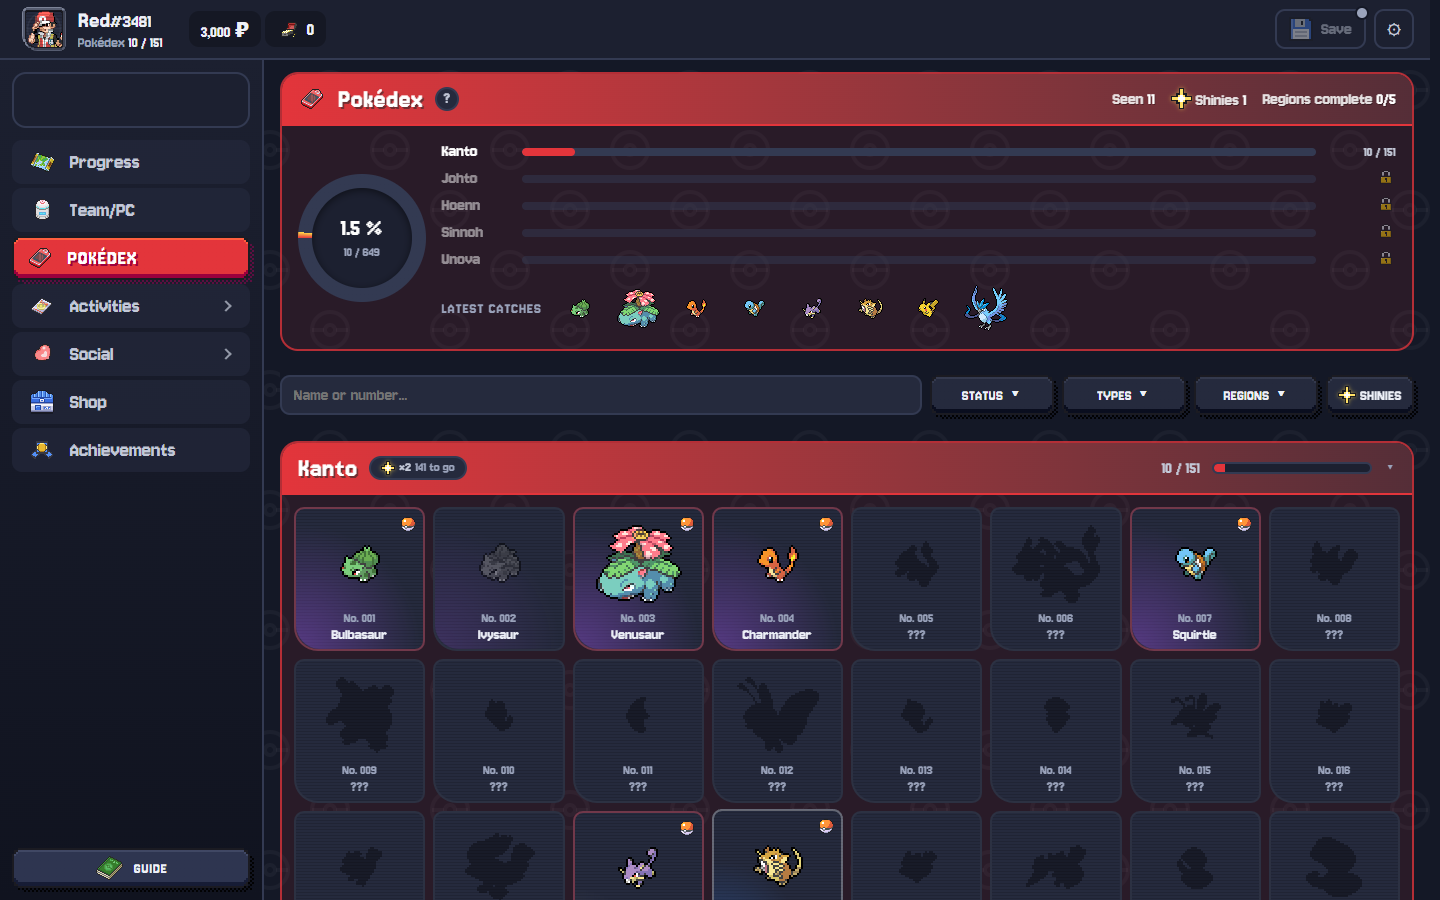 Red#3481
Pokédex 10 / 151
3,000 ₽
0
Save
Progress
Team/PC
POKÉDEX
Activities
Social
Shop
Achievements
GUIDE
Pokédex ?
Seen 11
Shinies 1
Regions complete 0/5
1.5 %
10 / 649
Kanto
10 / 151
Johto
Hoenn
Sinnoh
Unova
LATEST CATCHES
Name or number...
STATUS
TYPES
REGIONS
SHINIES
Kanto
×2 141 to go
10 / 151
No. 001
Bulbasaur
No. 002
Ivysaur
No. 003
Venusaur
No. 004
Charmander
No. 005
???
No. 006
???
No. 007
Squirtle
No. 008
???
No. 009
???
No. 010
???
No. 011
???
No. 012
???
No. 013
???
No. 014
???
No. 015
???
No. 016
???